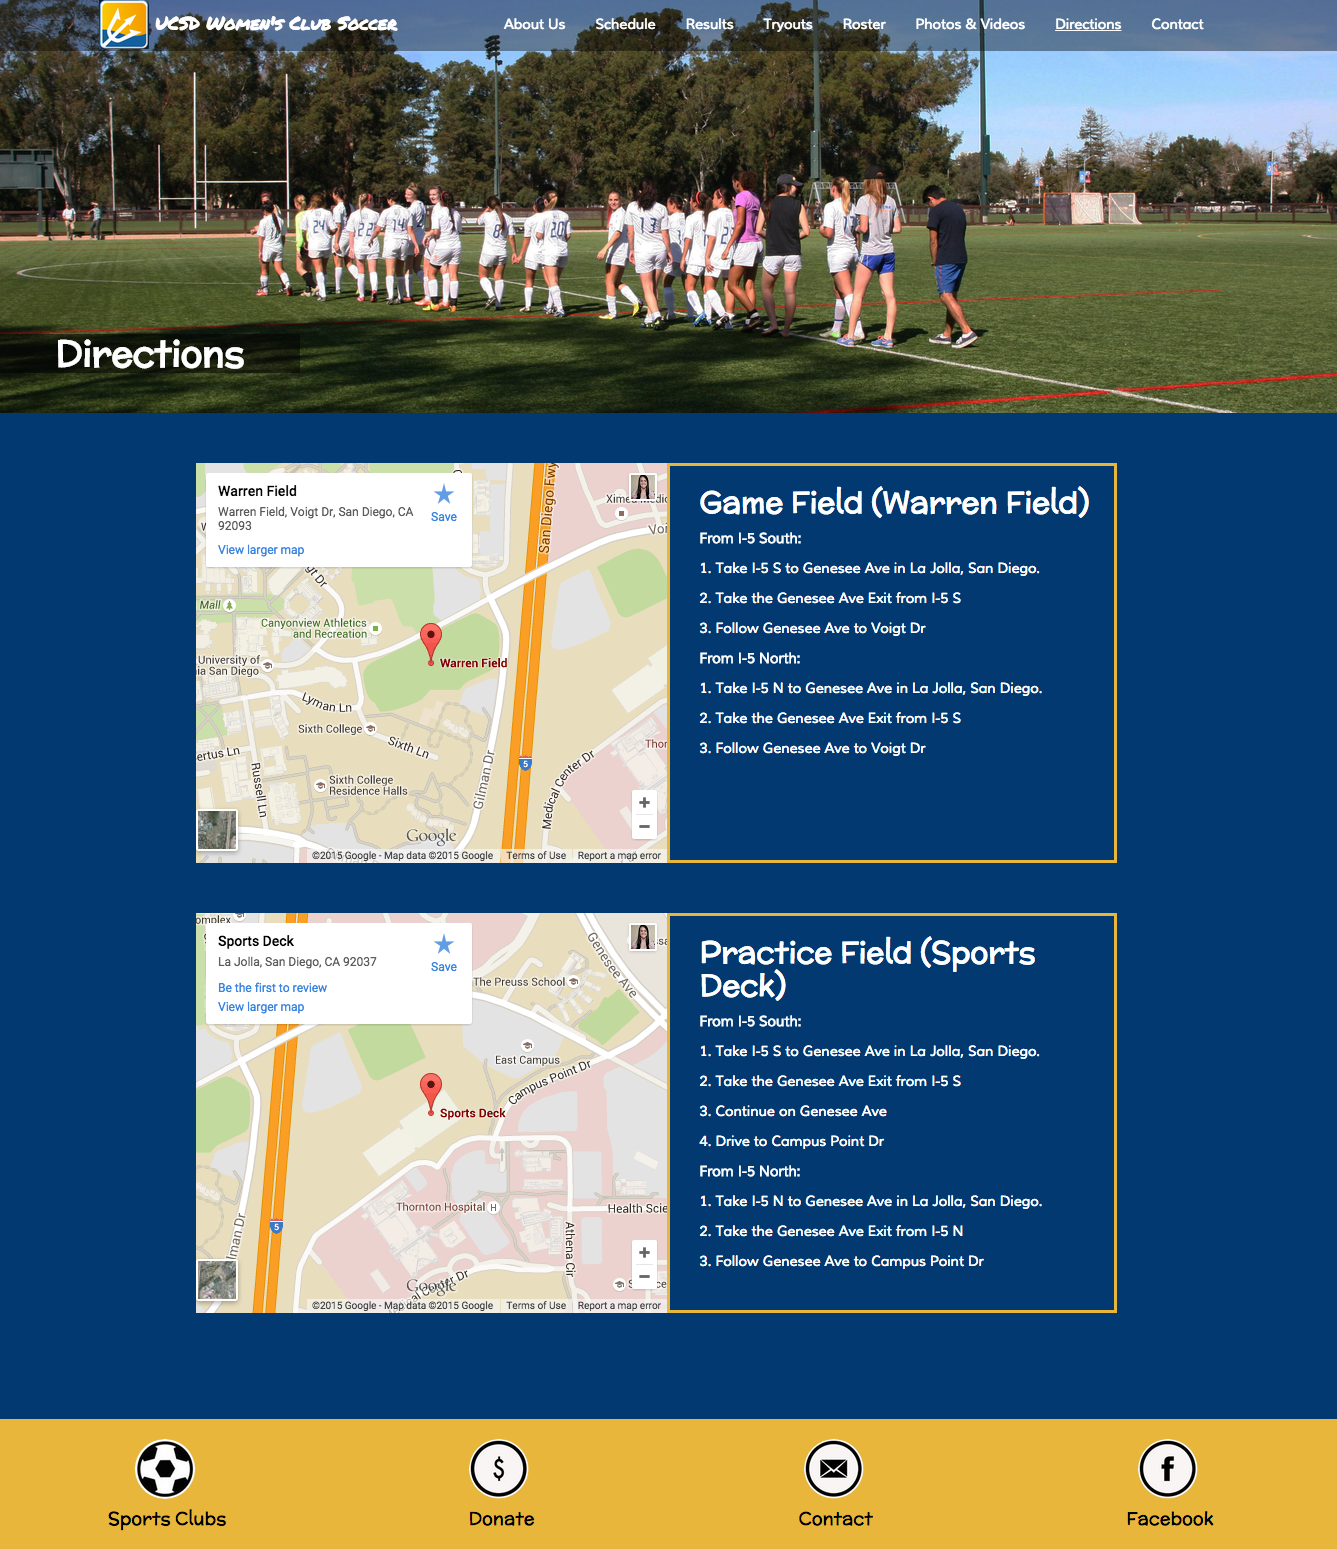 UCSD Women's Club Soccer
About Us
Schedule
Results
Tryouts
Roster
Photos & Videos
Directions
Contact
Directions
Warren Field
Warren Field, Voigt Dr, San Diego, CA
92093
View larger map
Save
San Diego Fwy
Mall
Canyonview Athletics
and Recreation
Warren Field
University of
San Diego
Lyman Ln
Sixth College
Sixth Ln
Russell Ln
Sixth College
Residence Halls
Gilman Dr
5
Medical Center Dr
+
−
Google
©2015 Google - Map data ©2015 Google
Terms of Use
Report a map error
Game Field (Warren Field)
From I-5 South:
1. Take I-5 S to Genesee Ave in La Jolla, San Diego.
2. Take the Genesee Ave Exit from I-5 S
3. Follow Genesee Ave to Voigt Dr
From I-5 North:
1. Take I-5 N to Genesee Ave in La Jolla, San Diego.
2. Take the Genesee Ave Exit from I-5 S
3. Follow Genesee Ave to Voigt Dr
Sports Deck
La Jolla, San Diego, CA 92037
Be the first to review
View larger map
Save
Genesee Ave
The Preuss School
East Campus
Campus Point Dr
Sports Deck
Thornton Hospital
H
Health Scie
Athena Cir
5
lman Dr
Center Dr
+
−
Google
©2015 Google - Map data ©2015 Google
Terms of Use
Report a map error
Practice Field (Sports
Deck)
From I-5 South:
1. Take I-5 S to Genesee Ave in La Jolla, San Diego.
2. Take the Genesee Ave Exit from I-5 S
3. Continue on Genesee Ave
4. Drive to Campus Point Dr
From I-5 North:
1. Take I-5 N to Genesee Ave in La Jolla, San Diego.
2. Take the Genesee Ave Exit from I-5 N
3. Follow Genesee Ave to Campus Point Dr
$
f
Sports Clubs
Donate
Contact
Facebook